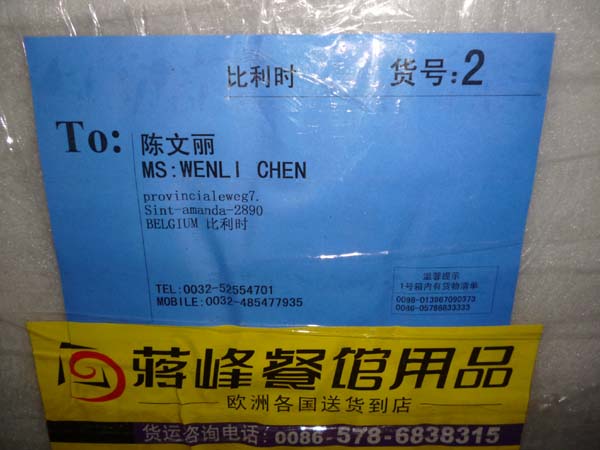 比利时 货号:2
To: 陈文丽
MS:WENLI CHEN
provincialeweg7.
Sint-amanda-2890
BELGIUM 比利时
TEL:0032-52554701
MOBILE:0032-485477935
温馨提示
1号箱内有货物清单
0086-013867090373
0086-05786833333
蒋峰餐馆用品
欧洲各国送货到店
货运咨询电话: 0086-578-6838315